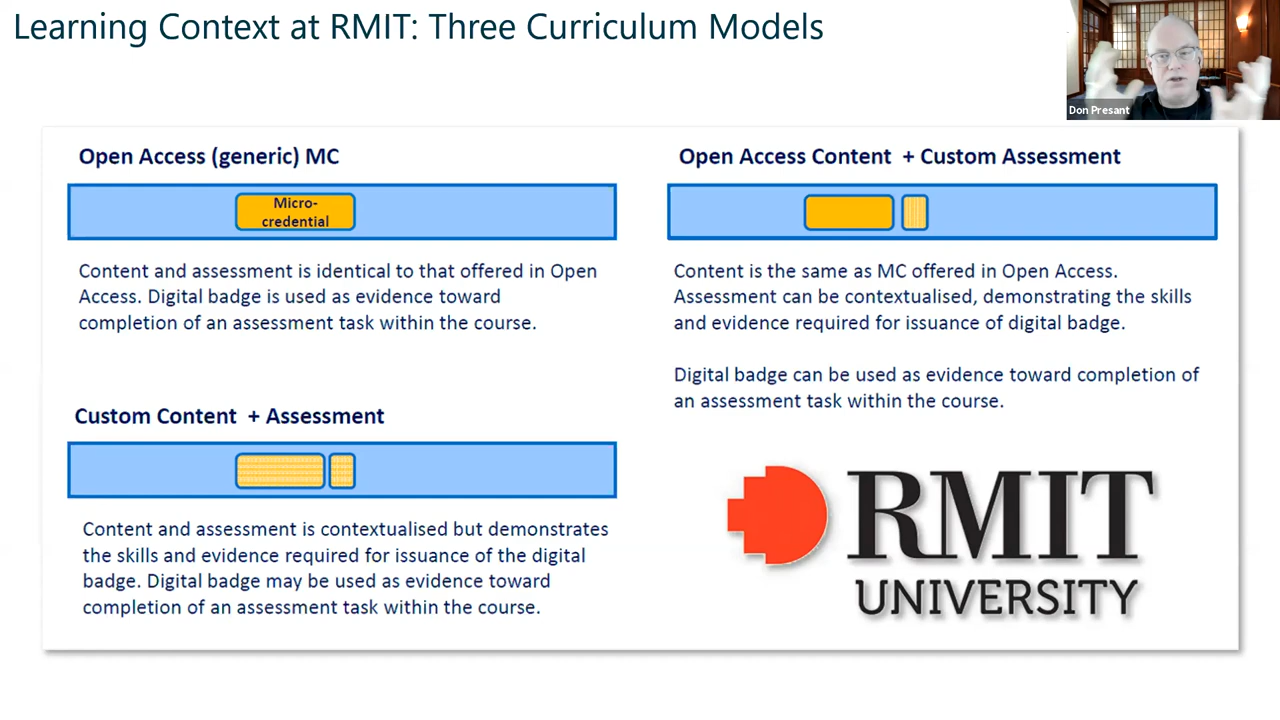 Learning Context at RMIT: Three Curriculum Models
Don Presant
Open Access (generic) MC
Micro-
credential
Content and assessment is identical to that offered in Open
Access. Digital badge is used as evidence toward
completion of an assessment task within the course.
Open Access Content + Custom Assessment
Content is the same as MC offered in Open Access.
Assessment can be contextualised, demonstrating the skills
and evidence required for issuance of digital badge.
Digital badge can be used as evidence toward completion of
an assessment task within the course.
Custom Content + Assessment
Content and assessment is contextualised but demonstrates
the skills and evidence required for issuance of the digital
badge. Digital badge may be used as evidence toward
completion of an assessment task within the course.
RMIT
UNIVERSITY